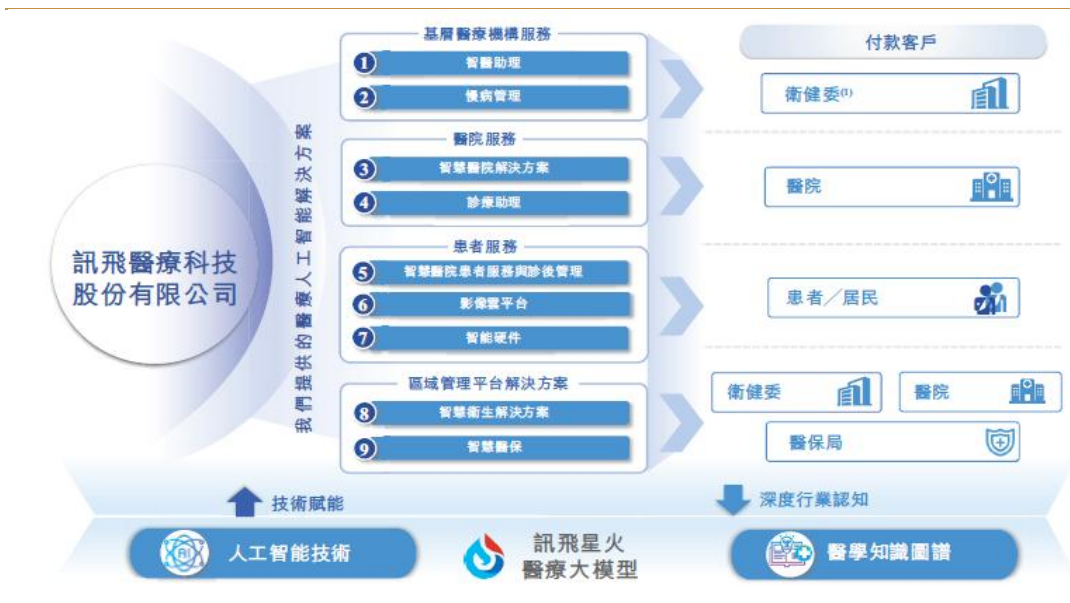 訊飛醫療科技
股份有限公司
我們提供的醫療人工智能解決方案
基層醫療機構服務
1 智醫助理
2 慢病管理
醫院服務
3 智慧醫院解決方案
4 診療助理
患者服務
5 智慧醫院患者服務與診後管理
6 影像雲平台
7 智能硬件
區域管理平台解決方案
8 智慧衛生解決方案
9 智慧醫保
付款客戶
衛健委(1)
醫院
患者／居民
衛健委
醫院
醫保局
技術賦能
深度行業認知
AI
人工智能技術
訊飛星火
醫療大模型
醫學知識圖譜